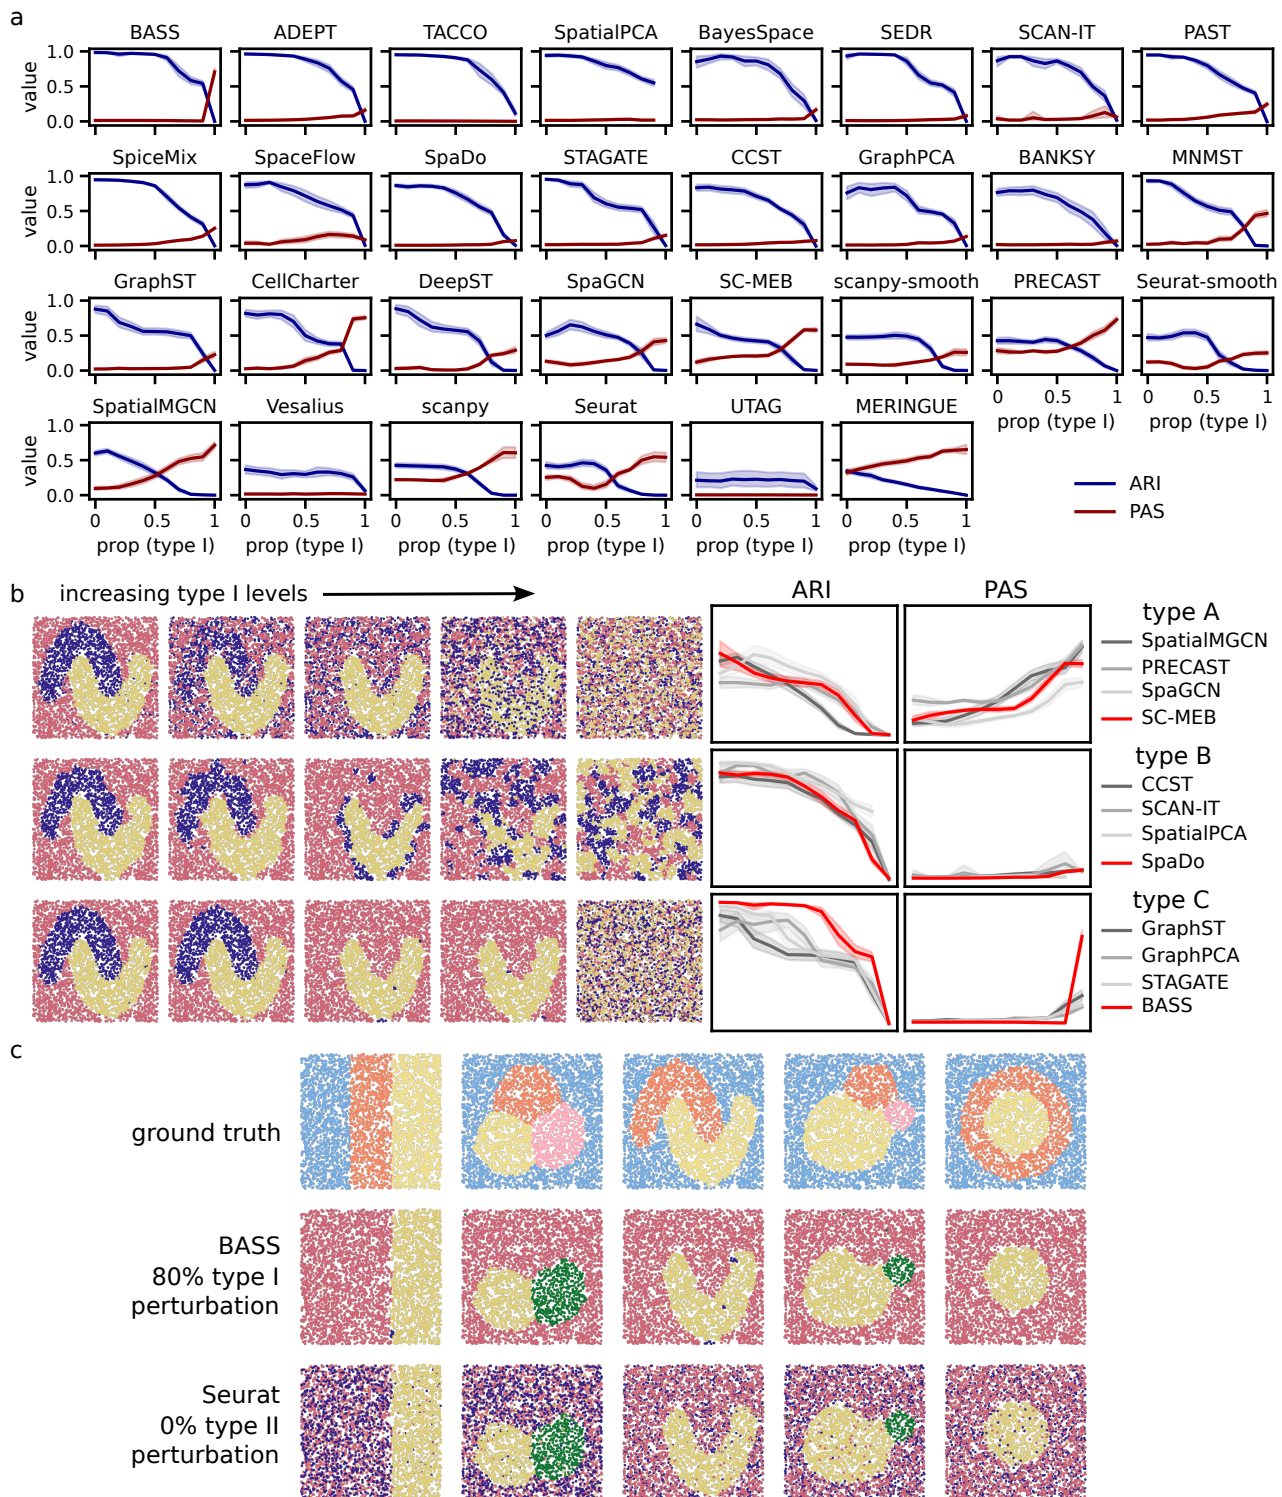 a
BASS ADEPT TACCO SpatialPCA BayesSpace SEDR SCAN-IT PAST
value 1.0 0.5 0.0
SpiceMix SpaceFlow SpaDo STAGATE CCST GraphPCA BANKSY MNMST
value 1.0 0.5 0.0
GraphST CellCharter DeepST SpaGCN SC-MEB scanpy-smooth PRECAST Seurat-smooth
value 1.0 0.5 0.0
0 0.5 1 0 0.5 1
prop (type I) prop (type I)
SpatialMGCN Vesalius scanpy Seurat UTAG MERINGUE
value 1.0 0.5 0.0
0 0.5 1 0 0.5 1 0 0.5 1 0 0.5 1 0 0.5 1 0 0.5 1
prop (type I) prop (type I) prop (type I) prop (type I) prop (type I) prop (type I)
ARI
PAS
b
increasing type I levels
ARI PAS
type A
SpatialMGCN
PRECAST
SpaGCN
SC-MEB
type B
CCST
SCAN-IT
SpatialPCA
SpaDo
type C
GraphST
GraphPCA
STAGATE
BASS
c
ground truth
BASS
80% type I
perturbation
Seurat
0% type II
perturbation